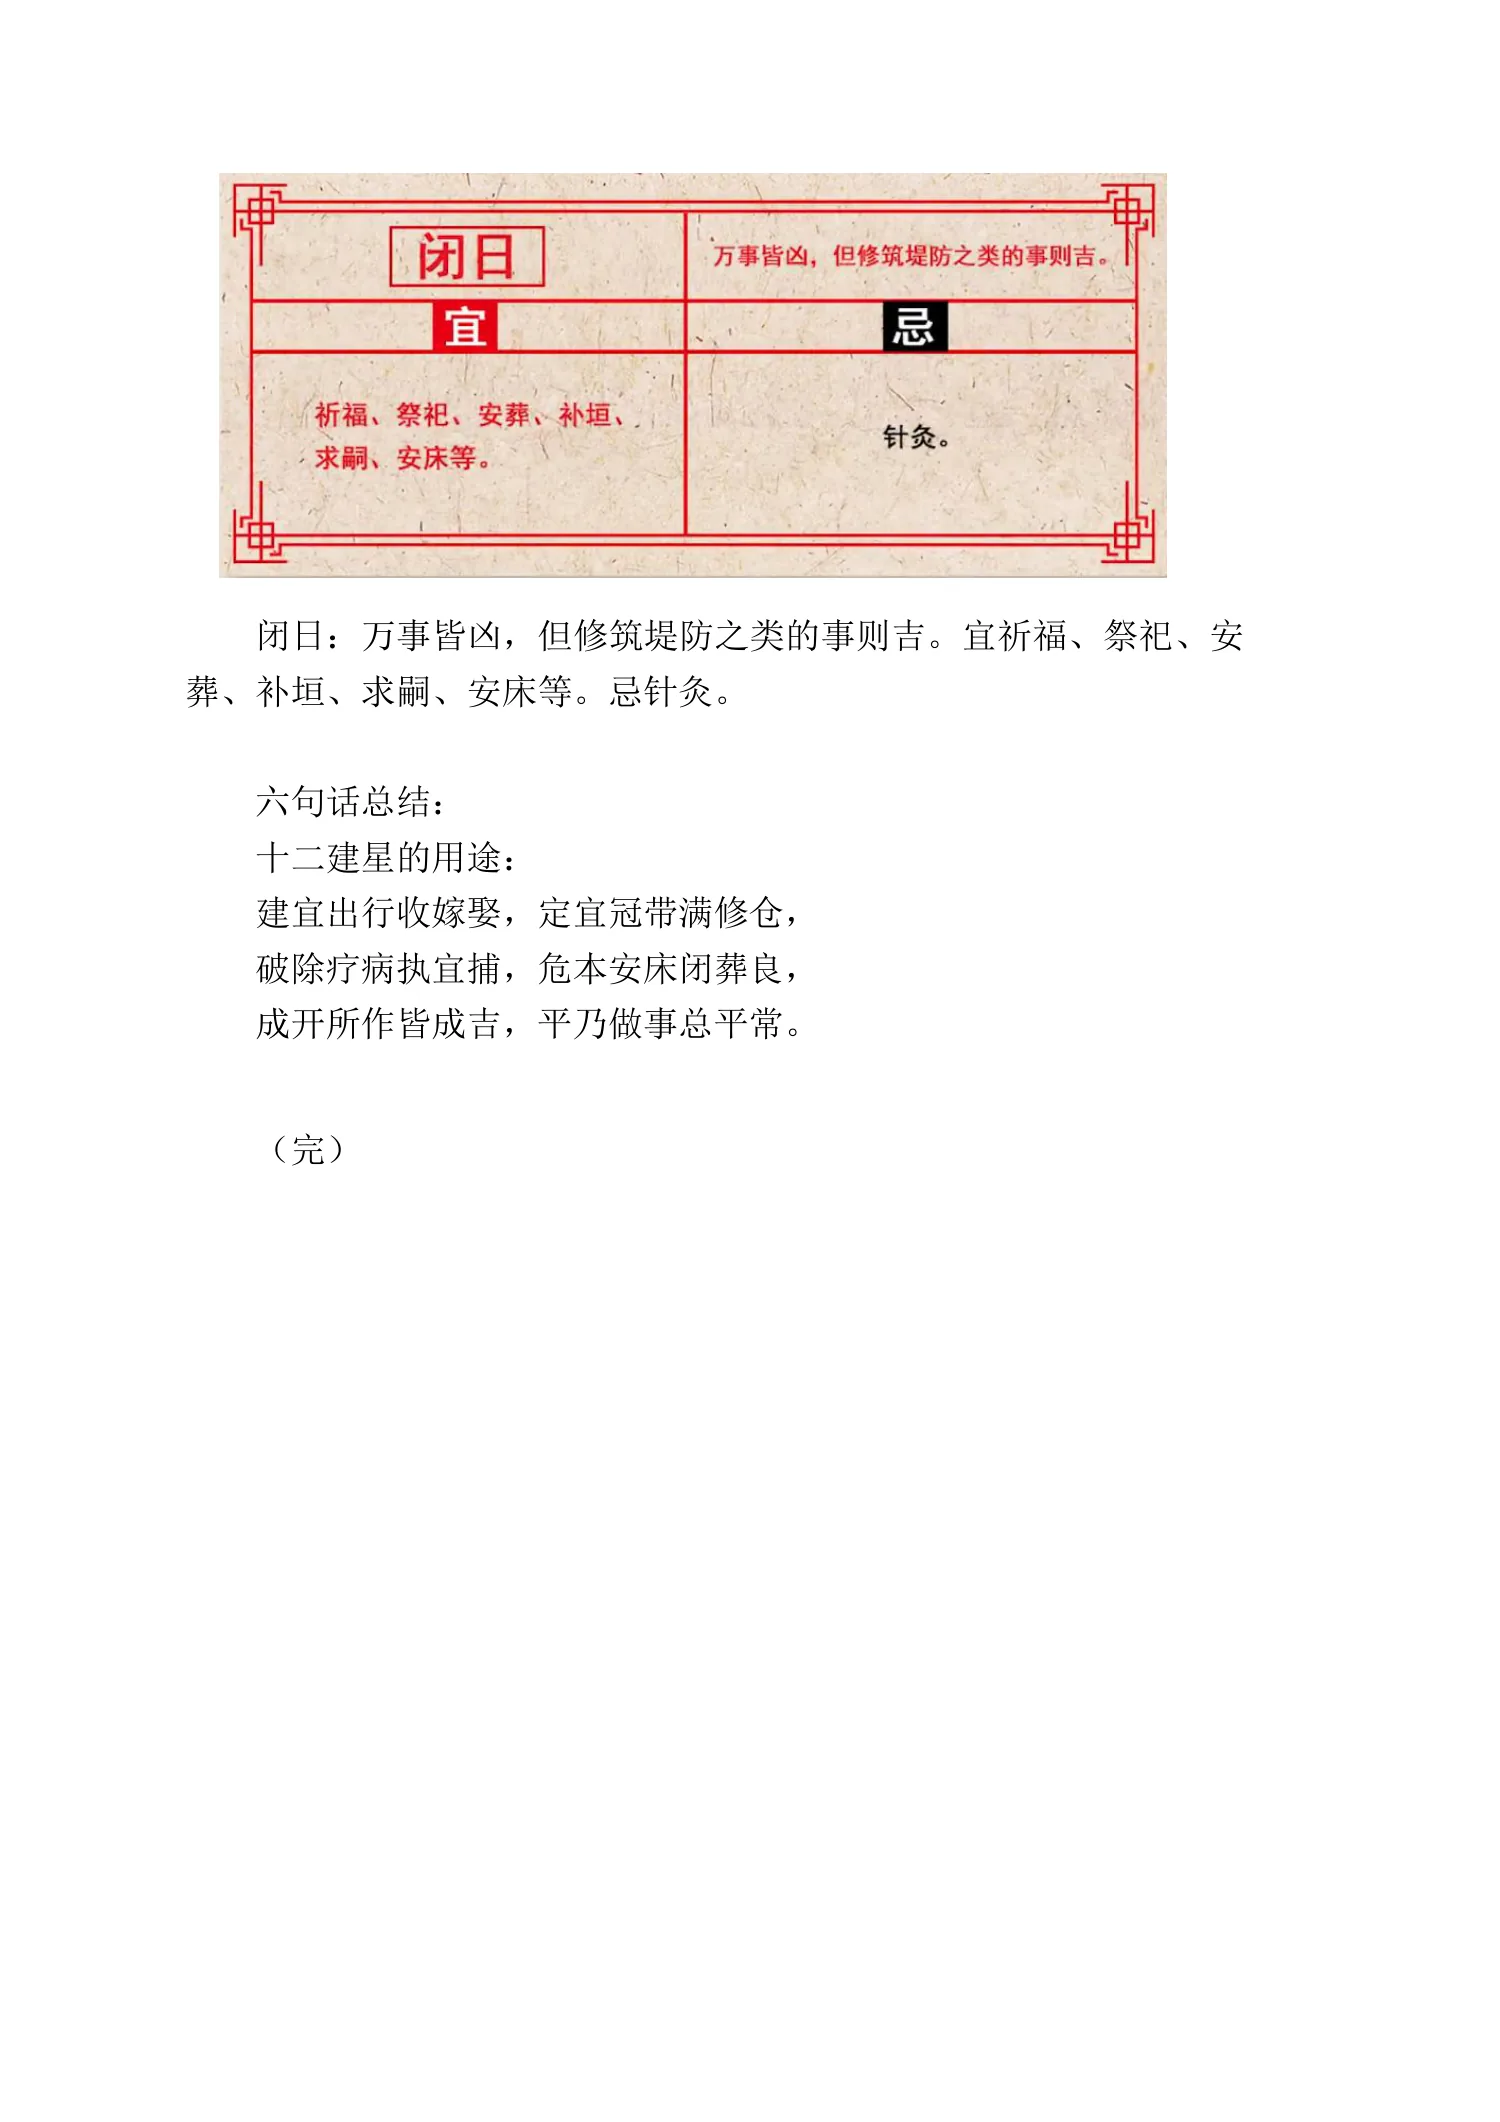 闭日
万事皆凶，但修筑堤防之类的事则吉。
宜
忌
祈福、祭祀、安葬、补垣、
求嗣、安床等。
针灸。
闭日：万事皆凶，但修筑堤防之类的事则吉。宜祈福、祭祀、安
葬、补垣、求嗣、安床等。忌针灸。
六句话总结：
十二建星的用途：
建宜出行收嫁娶，定宜冠带满修仓，
破除疗病执宜捕，危本安床闭葬良，
成开所作皆成吉，平乃做事总平常。
（完）